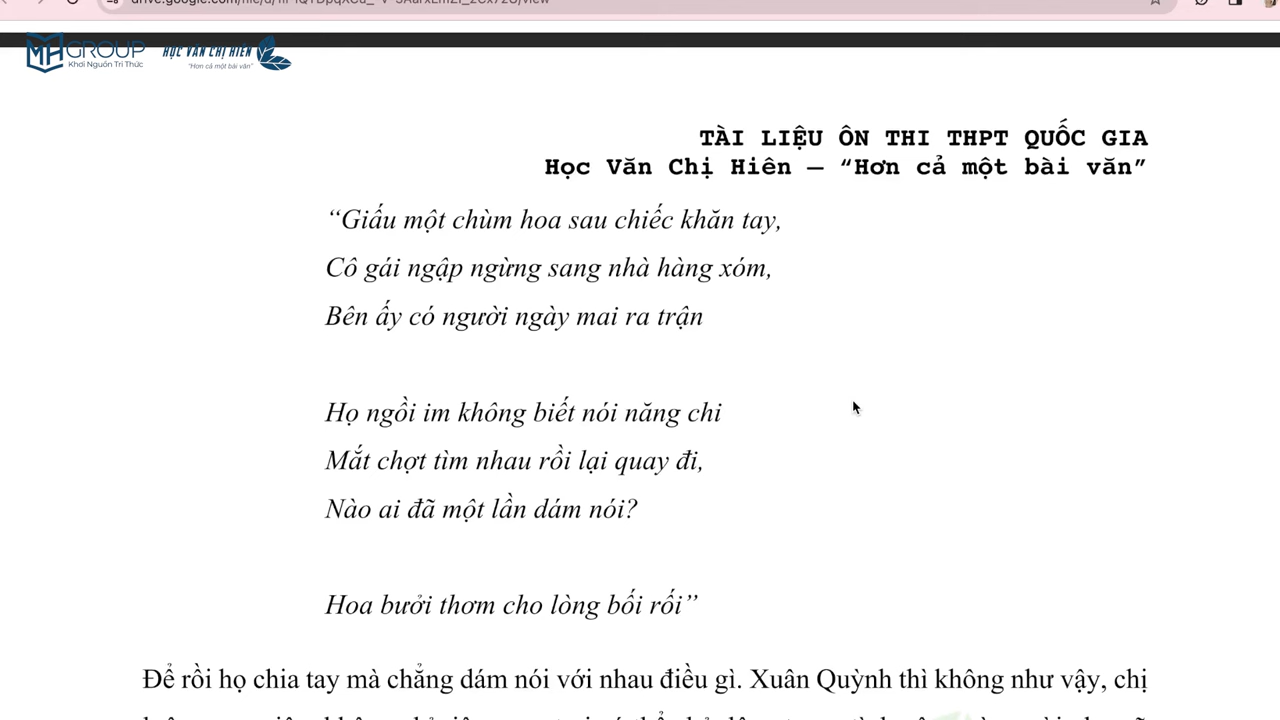 MH GROUP
Khơi Nguồn Tri Thức
HỌC VĂN CHỊ HIÊN
"Hơn cả một bài văn"
TÀI LIỆU ÔN THI THPT QUỐC GIA
Học Văn Chị Hiên – “Hơn cả một bài văn”
“Giấu một chùm hoa sau chiếc khăn tay,
Cô gái ngập ngừng sang nhà hàng xóm,
Bên ấy có người ngày mai ra trận
Họ ngồi im không biết nói năng chi
Mắt chợt tìm nhau rồi lại quay đi,
Nào ai đã một lần dám nói?
Hoa bưởi thơm cho lòng bối rối”
Để rồi họ chia tay mà chẳng dám nói với nhau điều gì. Xuân Quỳnh thì không như vậy, chị